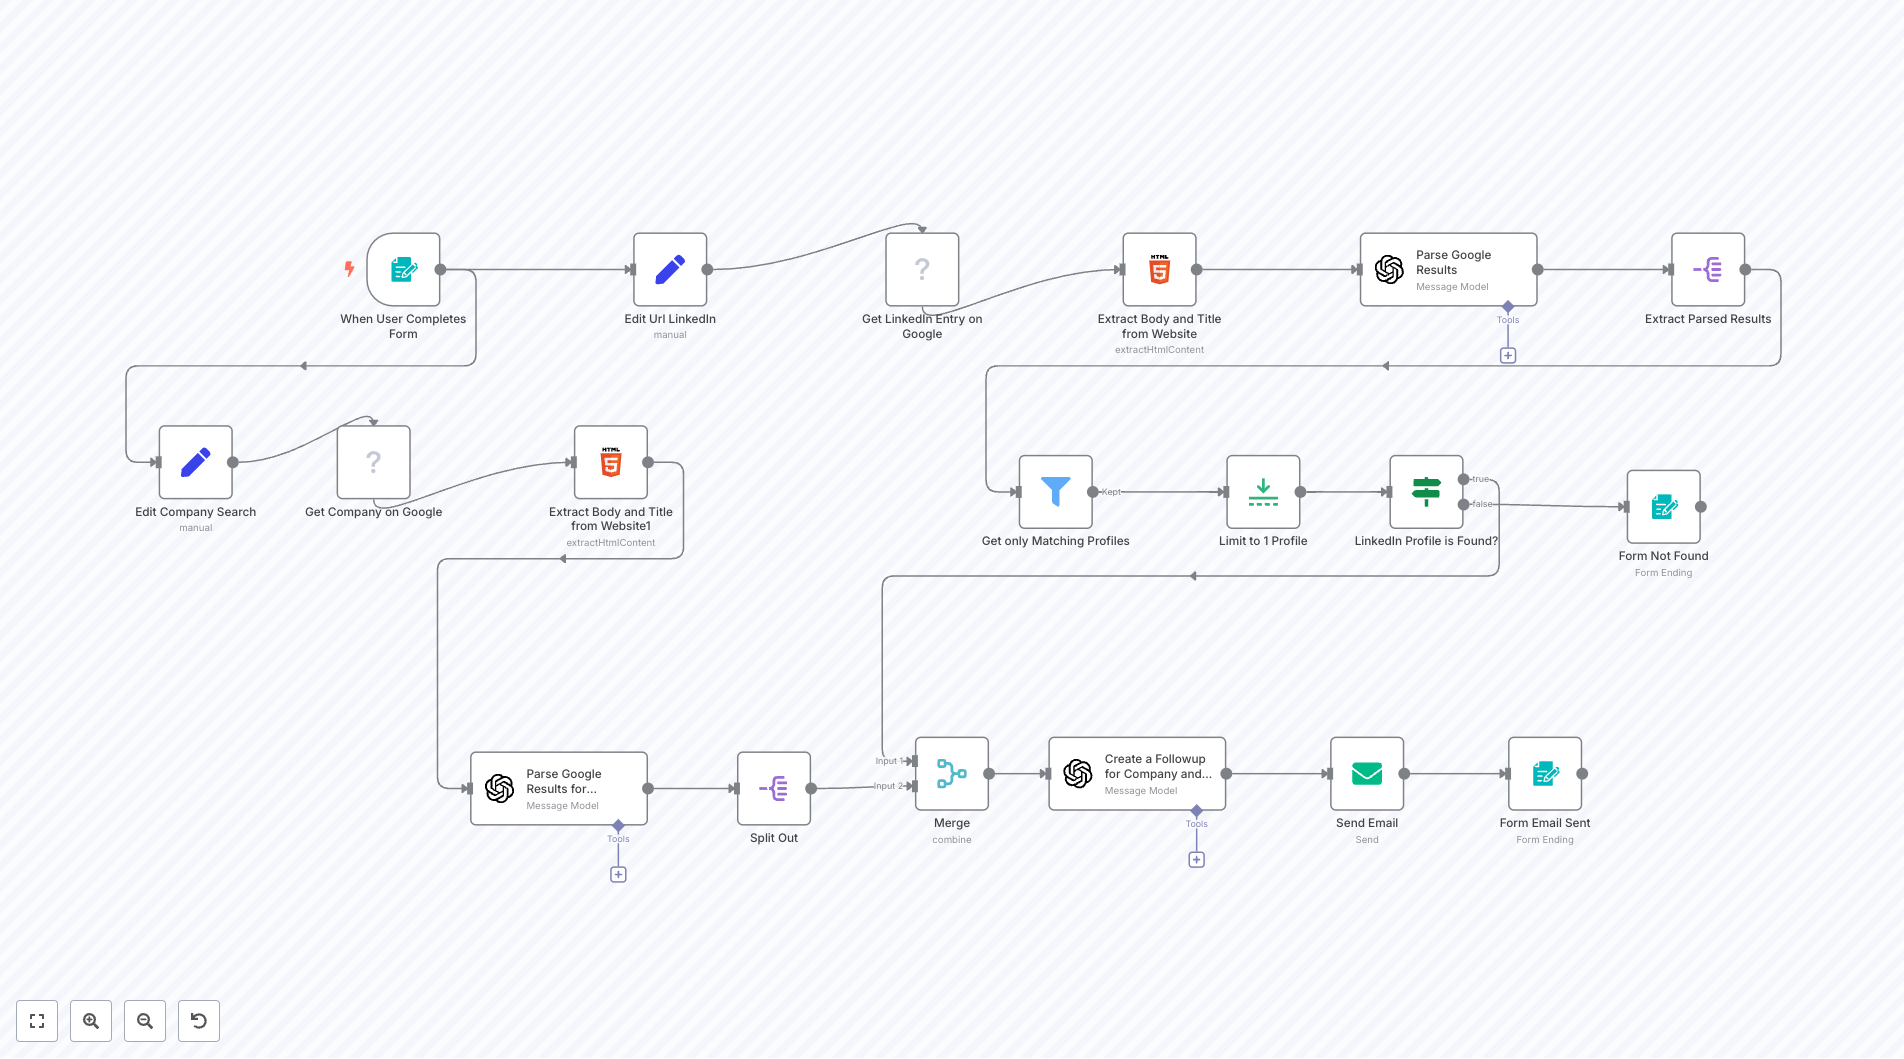 When User Completes
Form
Edit Url LinkedIn
manual
?
Get LinkedIn Entry on
Google
HTML
5
Extract Body and Title
from Website
extractHtmlContent
Parse Google
Results
Message Model
Tools
Extract Parsed Results
Edit Company Search
manual
?
Get Company on Google
HTML
5
Extract Body and Title
from Website1
extractHtmlContent
Kept
Get only Matching Profiles
Limit to 1 Profile
true
false
LinkedIn Profile is Found?
Form Not Found
Form Ending
Parse Google
Results for...
Message Model
Tools
Split Out
Input 1
Input 2
Merge
combine
Create a Followup
for Company and...
Message Model
Tools
Send Email
Send
Form Email Sent
Form Ending